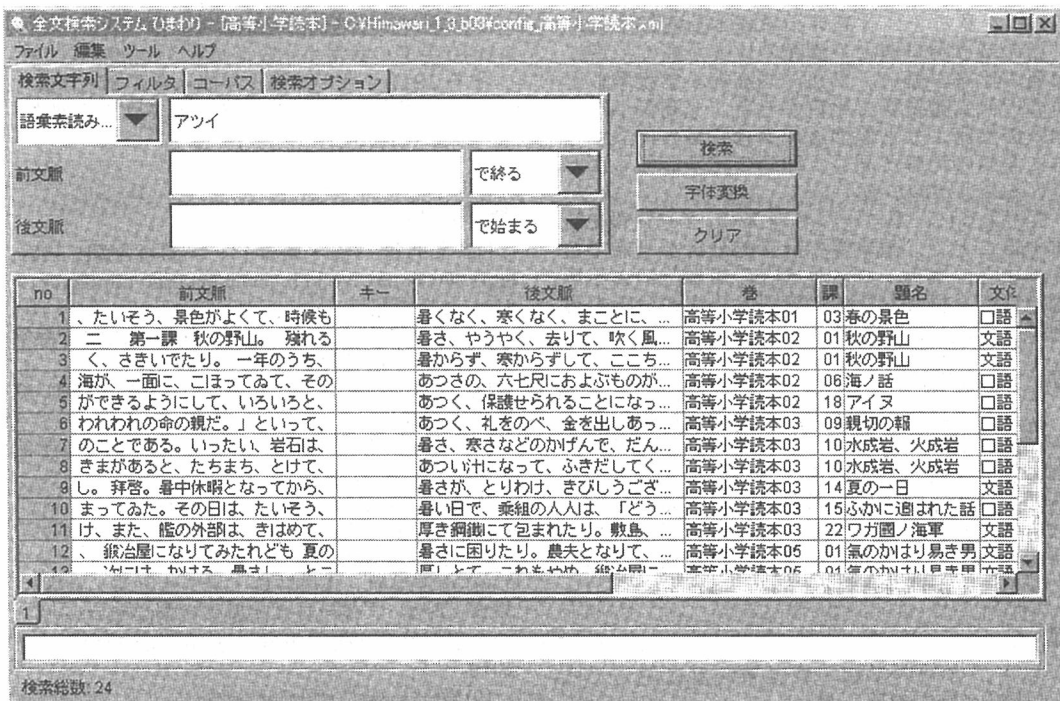 全文検索システム ひまわり - [高等小学読本] - C:¥Himawari_1_3_b03¥config_高等小学読本.xml
ファイル 編集 ツール ヘルプ
検索文字列 フィルタ コーパス 検索オプション
語彙素読み... アツイ
検索
前文脈 で終る
字体変換
後文脈 で始まる
クリア
no 前文脈 キー 後文脈 巻 課 題名
1 、たいそう、景色がよくて、時候も 暑くなく、寒くなく、まことに、... 高等小学読本01 03 春の景色 口語
2 二 第一課 秋の野山。 殘れる 暑さ、やうやく、去りて、吹く風... 高等小学読本02 01 秋の野山 文語
3 く、さきいでたり。 一年のうち、 暑からず、寒からずして、ここち... 高等小学読本02 01 秋の野山 文語
4 海が、一面に、こほってゐて、その あつさの、六七尺におよぶものが... 高等小学読本02 06 海ノ話 口語
5 ができるようにして、いろいろと、 あつく、保護せられることになっ... 高等小学読本02 18 アイヌ 口語
6 われわれの命の親だ。」といって、 あつく、礼をのべ、金を出しあっ... 高等小学読本03 09 親切の報 口語
7 のことである。いったい、岩石は、 暑さ、寒さなどのかげんで、だん... 高等小学読本03 10 水成岩、火成岩 口語
8 きまがあると、たちまち、とけて、 あつい汁になって、ふきだしてく... 高等小学読本03 10 水成岩、火成岩 口語
9 し。 拝啓。暑中休暇となってから、 暑さが、とりわけ、きびしうござ... 高等小学読本03 14 夏の一日 文語
10 まってゐた。その日は、たいそう、 暑い日で、乗組の人人は、「どう... 高等小学読本03 15 ふかに追はれた話 口語
11 け、また、艦の外部は、きはめて、 厚き鋼鐵にて包まれたり。敷島、... 高等小学読本03 22 ワガ國ノ海軍 文語
12 、 鍛冶屋になりてみたれども 夏の 暑さに困りたり。農夫となりて、... 高等小学読本05 01 氣のかはり易き男 文語
1
検索総数: 24